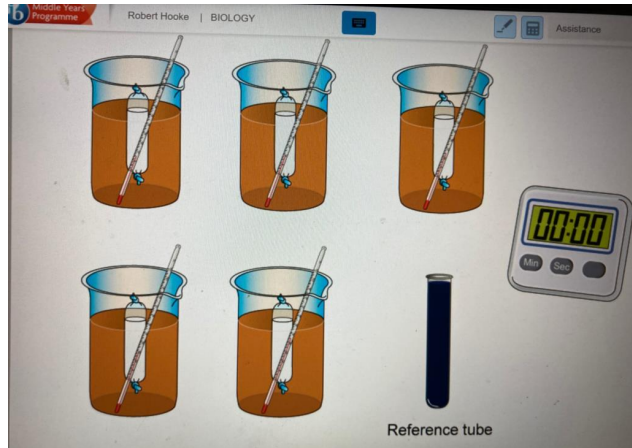 b
Middle Years
Programme
Robert Hooke | BIOLOGY
Assistance
00:00
Min
Sec
Reference tube